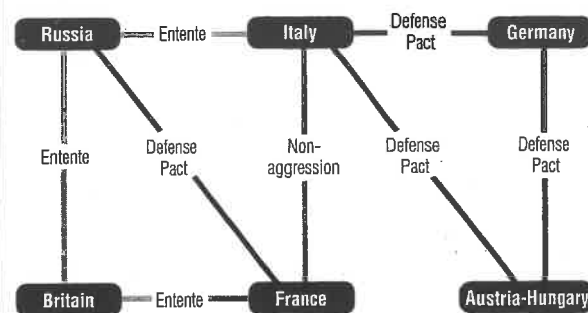 Russia Entente Italy Defense Pact Germany
Entente
Defense
Pact
Non-
aggression
Defense
Pact
Defense
Pact
Britain Entente France Austria-Hungary